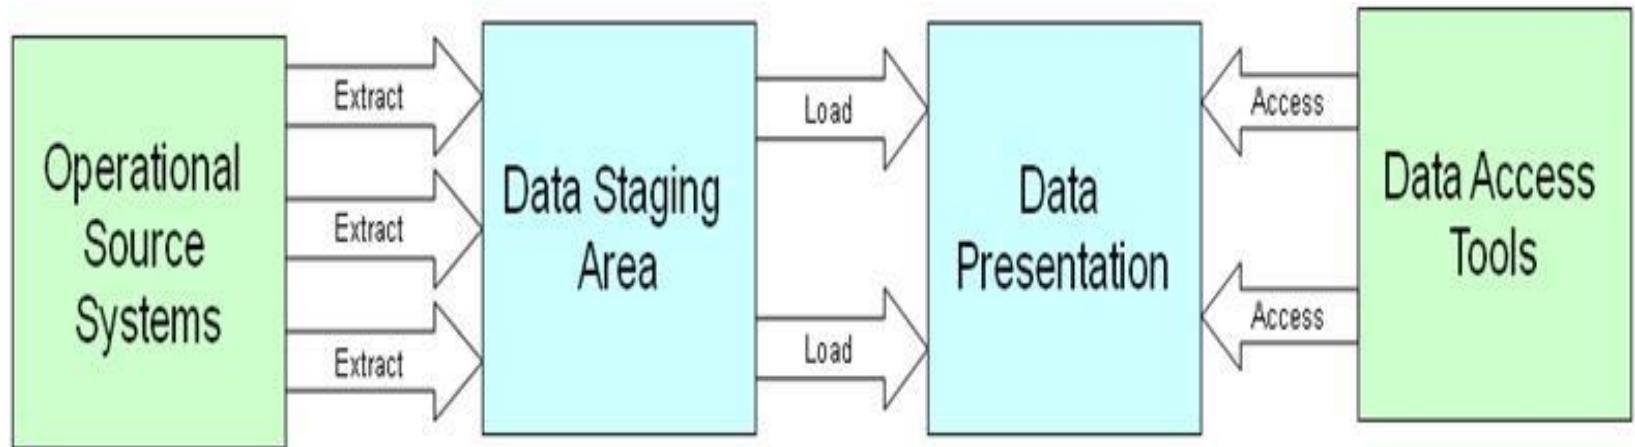 Operational
Source
Systems
Extract
Extract
Extract
Data Staging
Area
Load
Load
Data
Presentation
Access
Access
Data Access
Tools